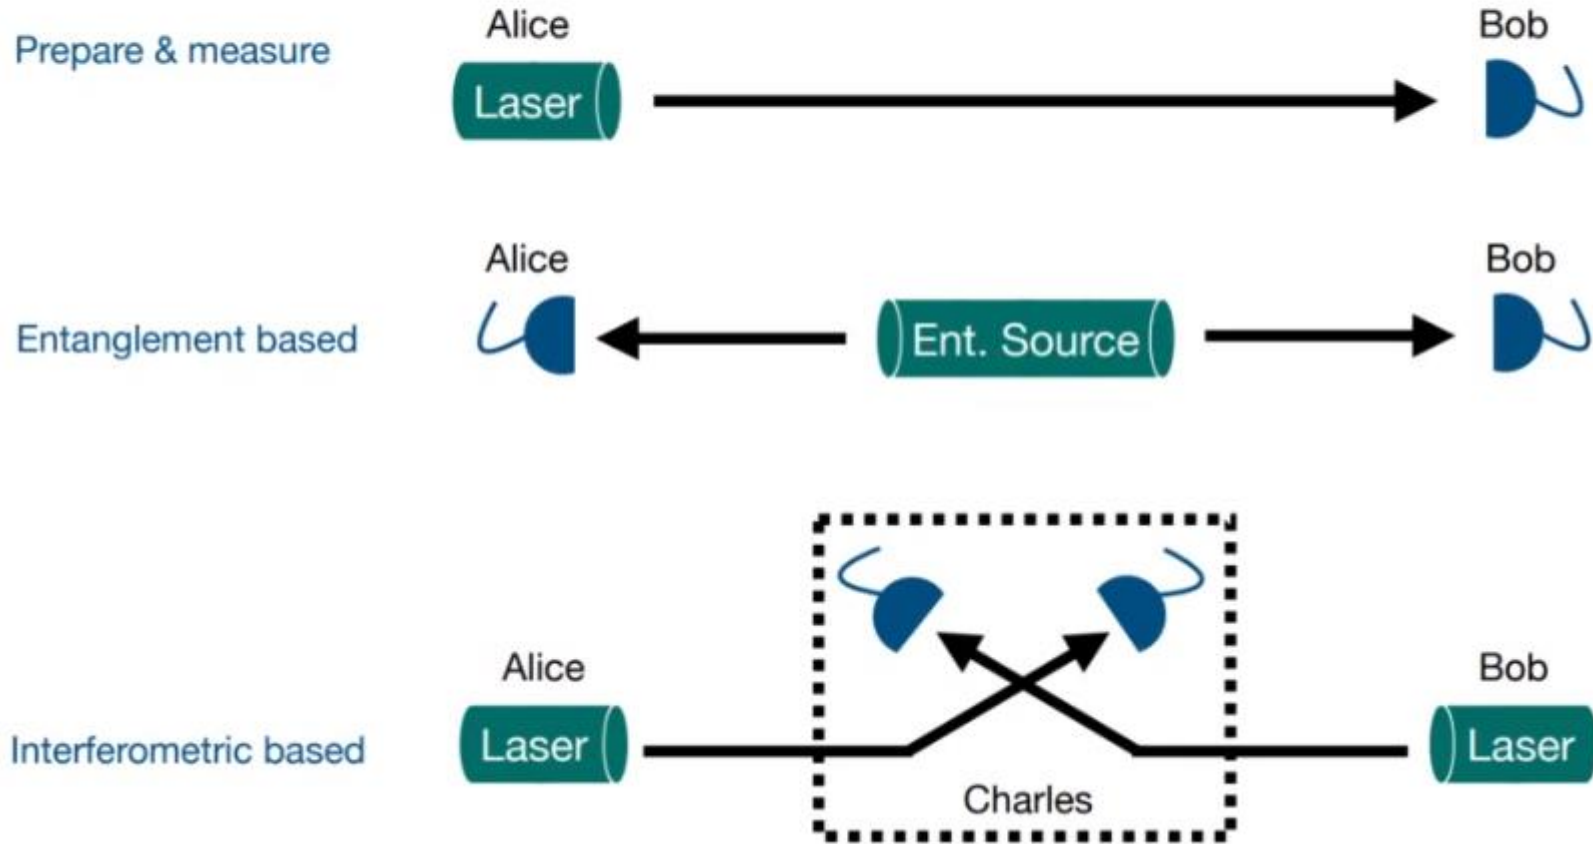 Prepare & measure
Alice
Laser
Bob
Entanglement based
Alice
Ent. Source
Bob
Interferometric based
Alice
Laser
Charles
Bob
Laser